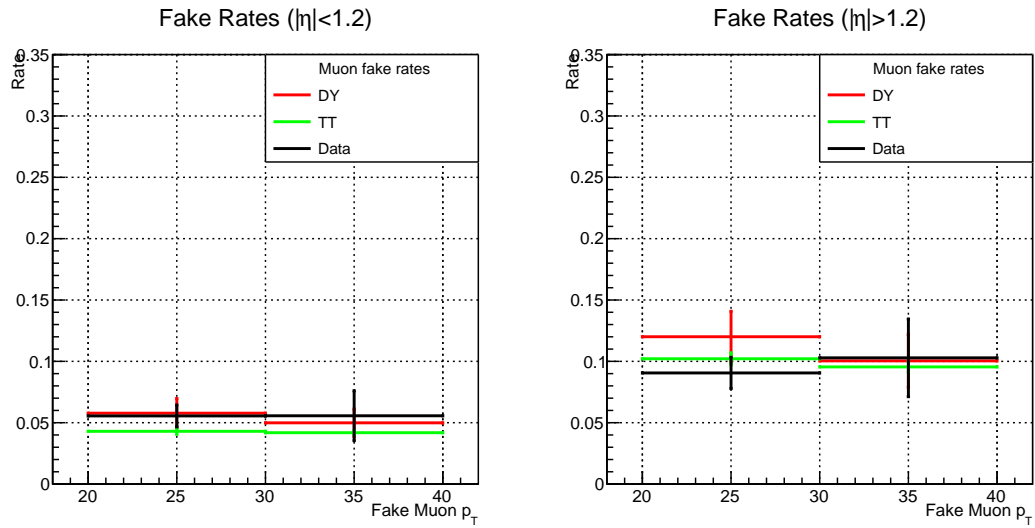 Fake Rates (|η|<1.2)
Rate
0.35
0.3
0.25
0.2
0.15
0.1
0.05
0
Muon fake rates
DY
TT
Data
20
25
30
35
40
Fake Muon p_T
Fake Rates (|η|>1.2)
Rate
0.35
0.3
0.25
0.2
0.15
0.1
0.05
0
Muon fake rates
DY
TT
Data
20
25
30
35
40
Fake Muon p_T